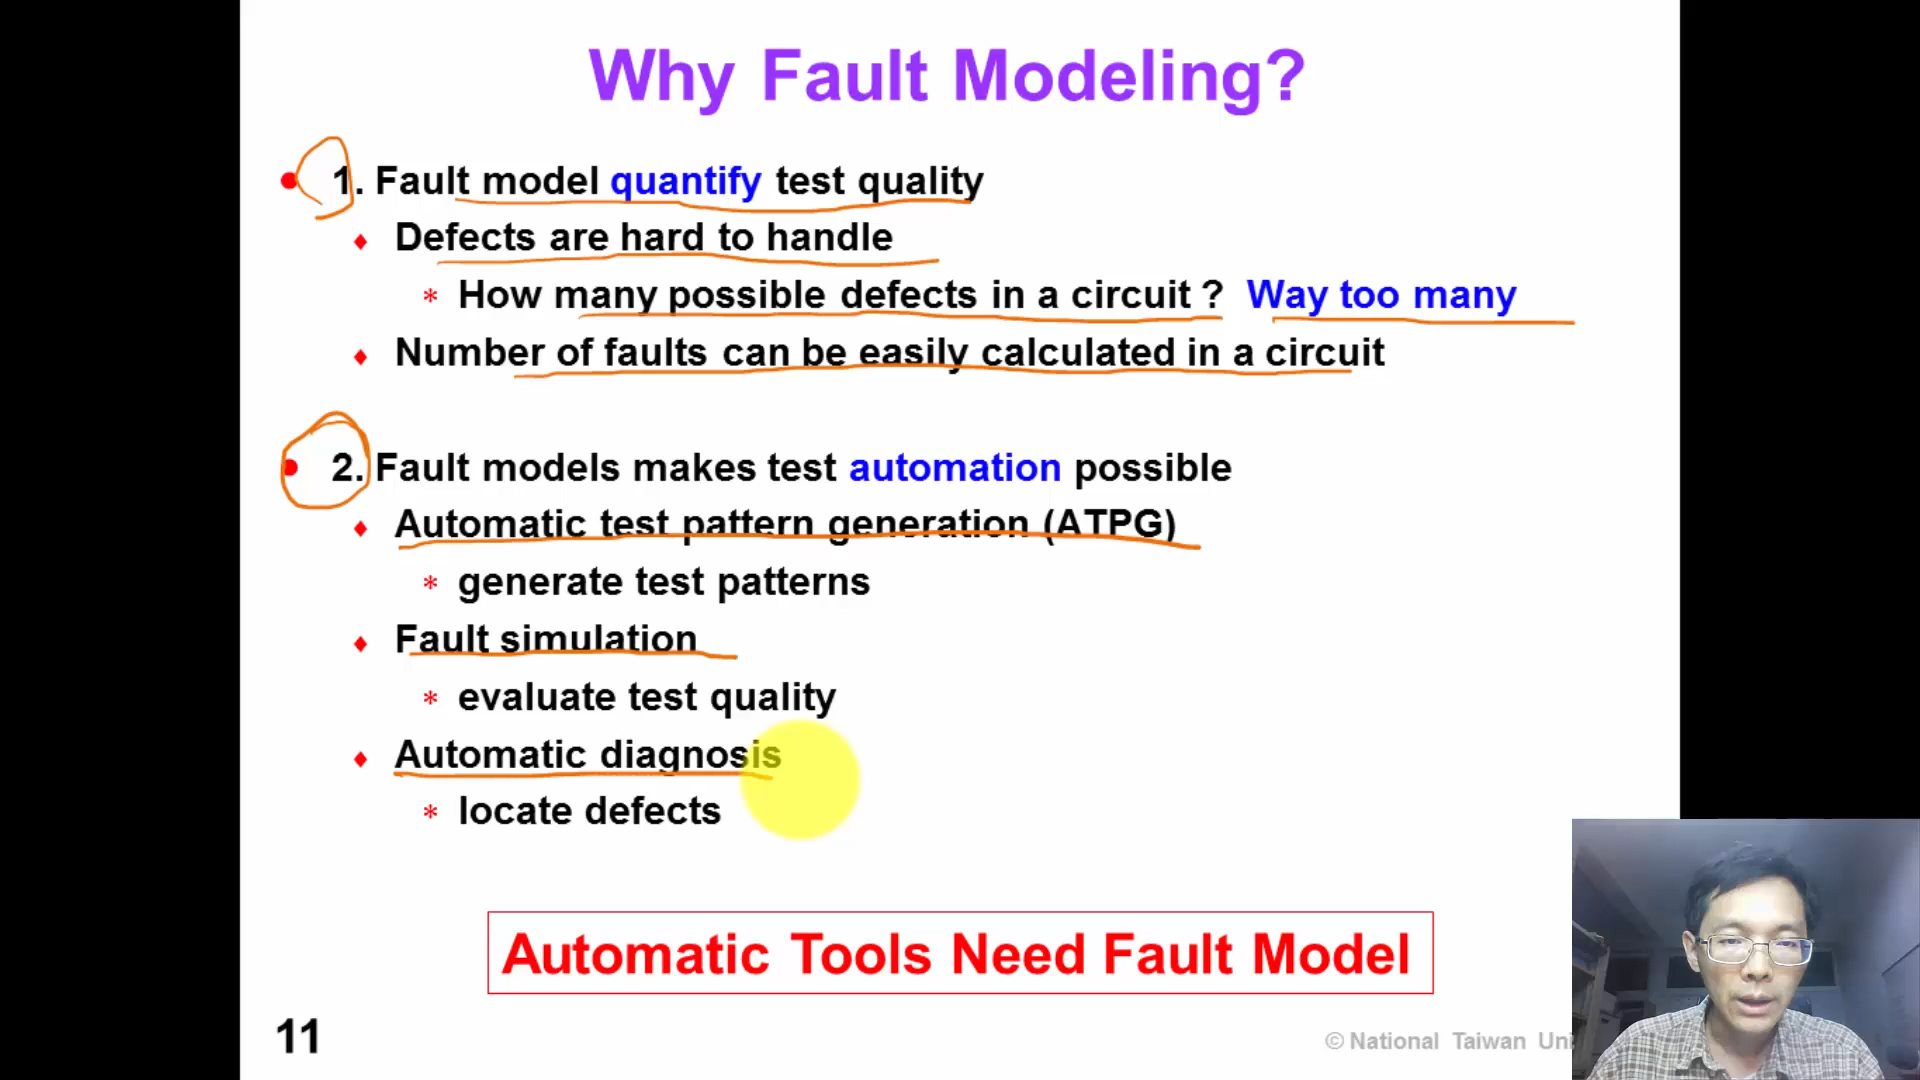 Why Fault Modeling?
1. Fault model quantify test quality
Defects are hard to handle
* How many possible defects in a circuit ? Way too many
Number of faults can be easily calculated in a circuit
2. Fault models makes test automation possible
Automatic test pattern generation (ATPG)
* generate test patterns
Fault simulation
* evaluate test quality
Automatic diagnosis
* locate defects
Automatic Tools Need Fault Model
11
© National Taiwan